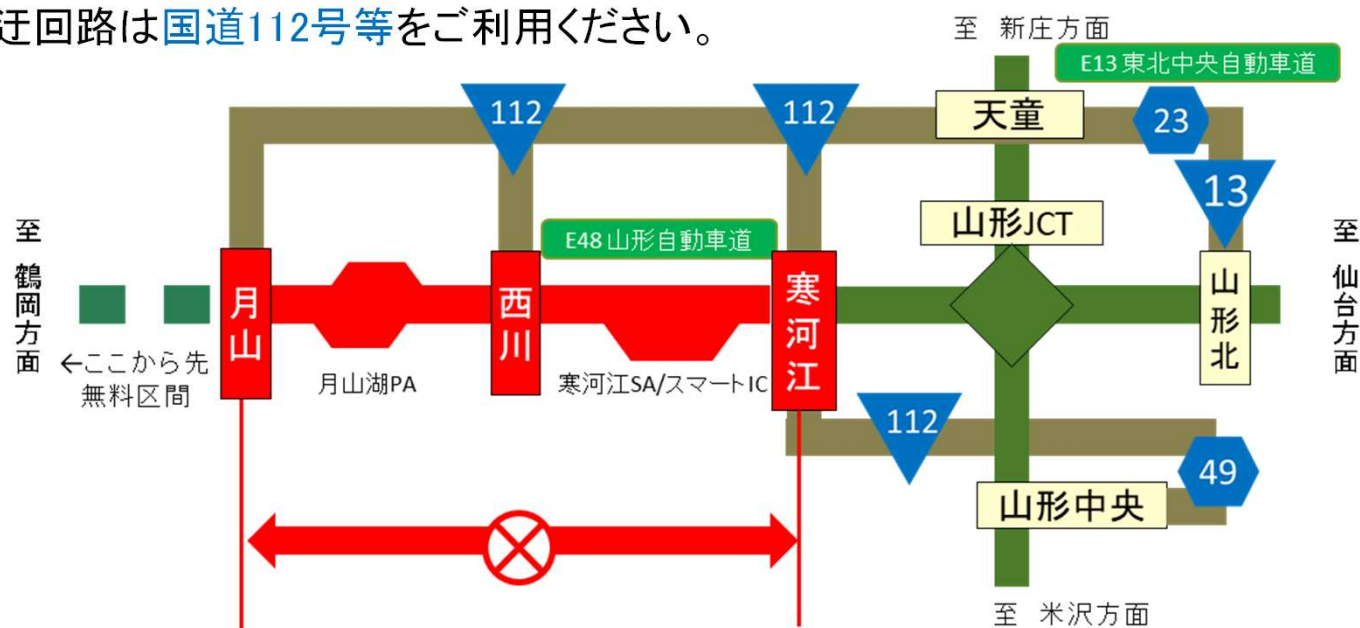 迂回路は国道112号等をご利用ください。
至 新庄方面
E13 東北中央自動車道
112
112
天童
23
13
山形JCT
E48 山形自動車道
至 鶴岡方面
月山
西川
寒河江
山形北
至 仙台方面
←ここから先
無料区間
月山湖PA
寒河江SA/スマートIC
112
49
山形中央
至 米沢方面